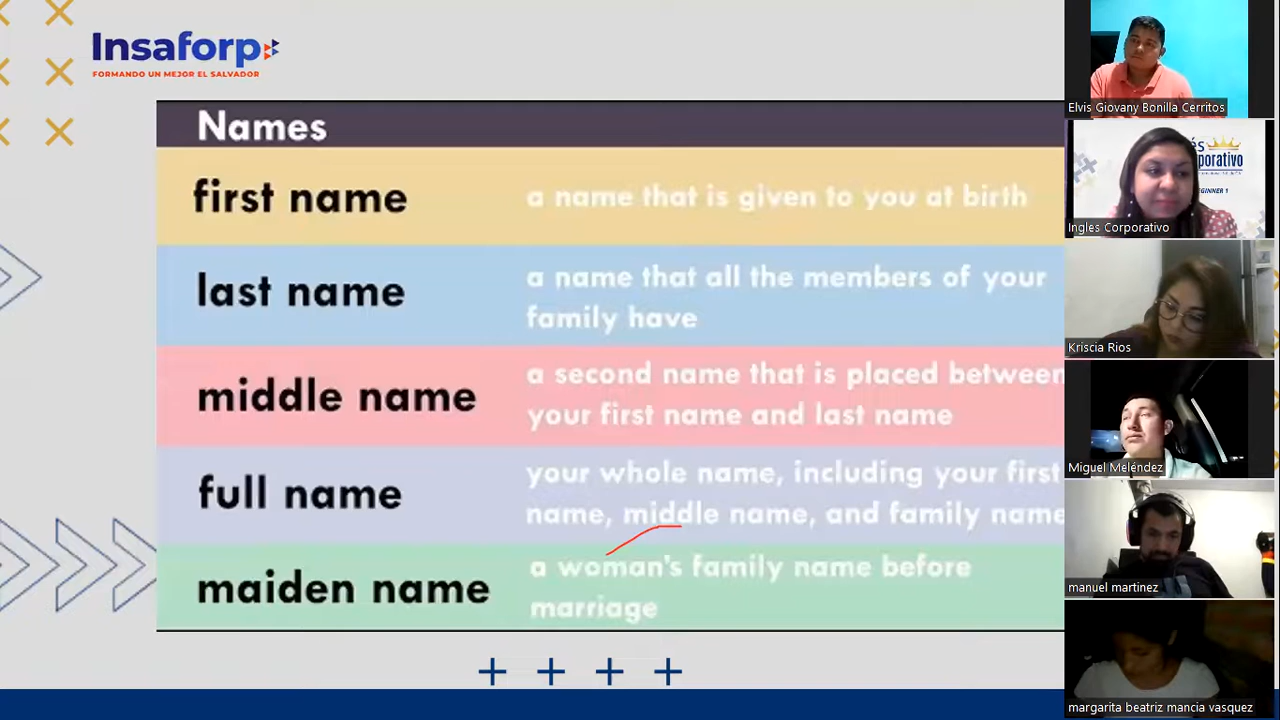 Insaforp
FORMANDO UN MEJOR EL SALVADOR
Names
first name
a name that is given to you at birth
last name
a name that all the members of your
family have
middle name
a second name that is placed between
your first name and last name
full name
your whole name, including your first
name, middle name, and family name
maiden name
a woman's family name before
marriage
Elvis Giovany Bonilla Cerritos
Ingles Corporativo
Kriscia Rios
Miguel Meléndez
manuel martinez
margarita beatriz mancia vasquez